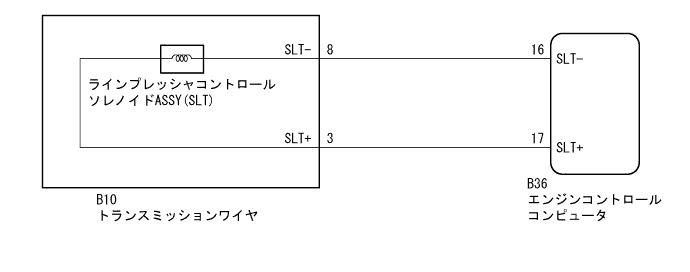 SLT- 8 16 SLT-
ラインプレッシャコントロール
ソレノイドASSY(SLT)
SLT+ 3 17 SLT+
B10
トランスミッションワイヤ
B36
エンジンコントロール
コンピュータ